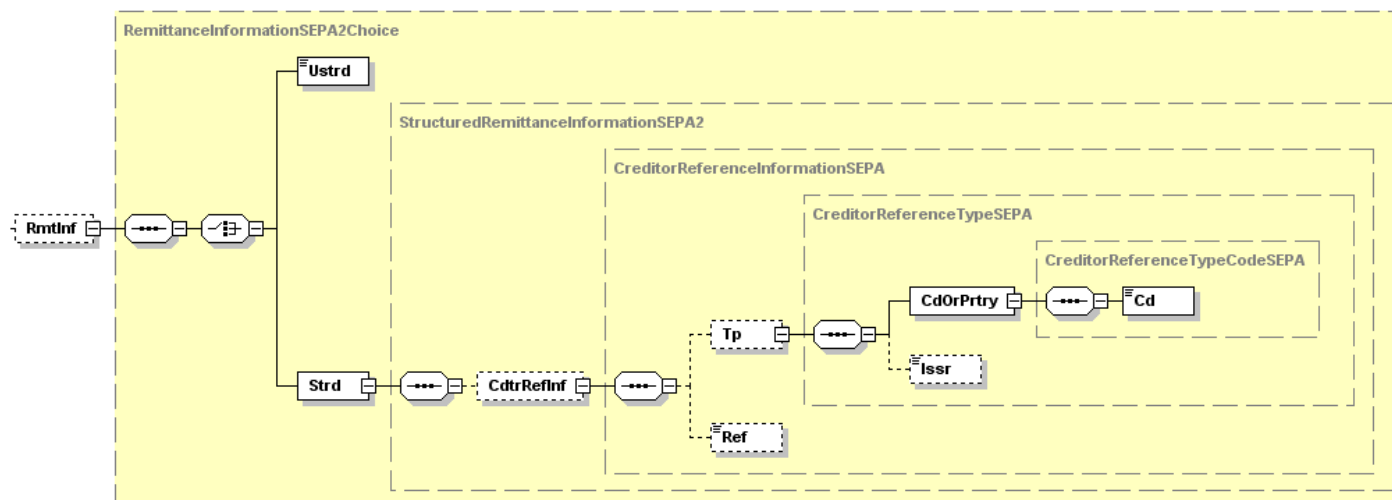 RemittanceInformationSEPA2Choice
Ustrd
StructuredRemittanceInformationSEPA2
CreditorReferenceInformationSEPA
CreditorReferenceTypeSEPA
RmtInf
CreditorReferenceTypeCodeSEPA
CdOrPrtry
Cd
Tp
Issr
Strd
CdtrRefInf
Ref